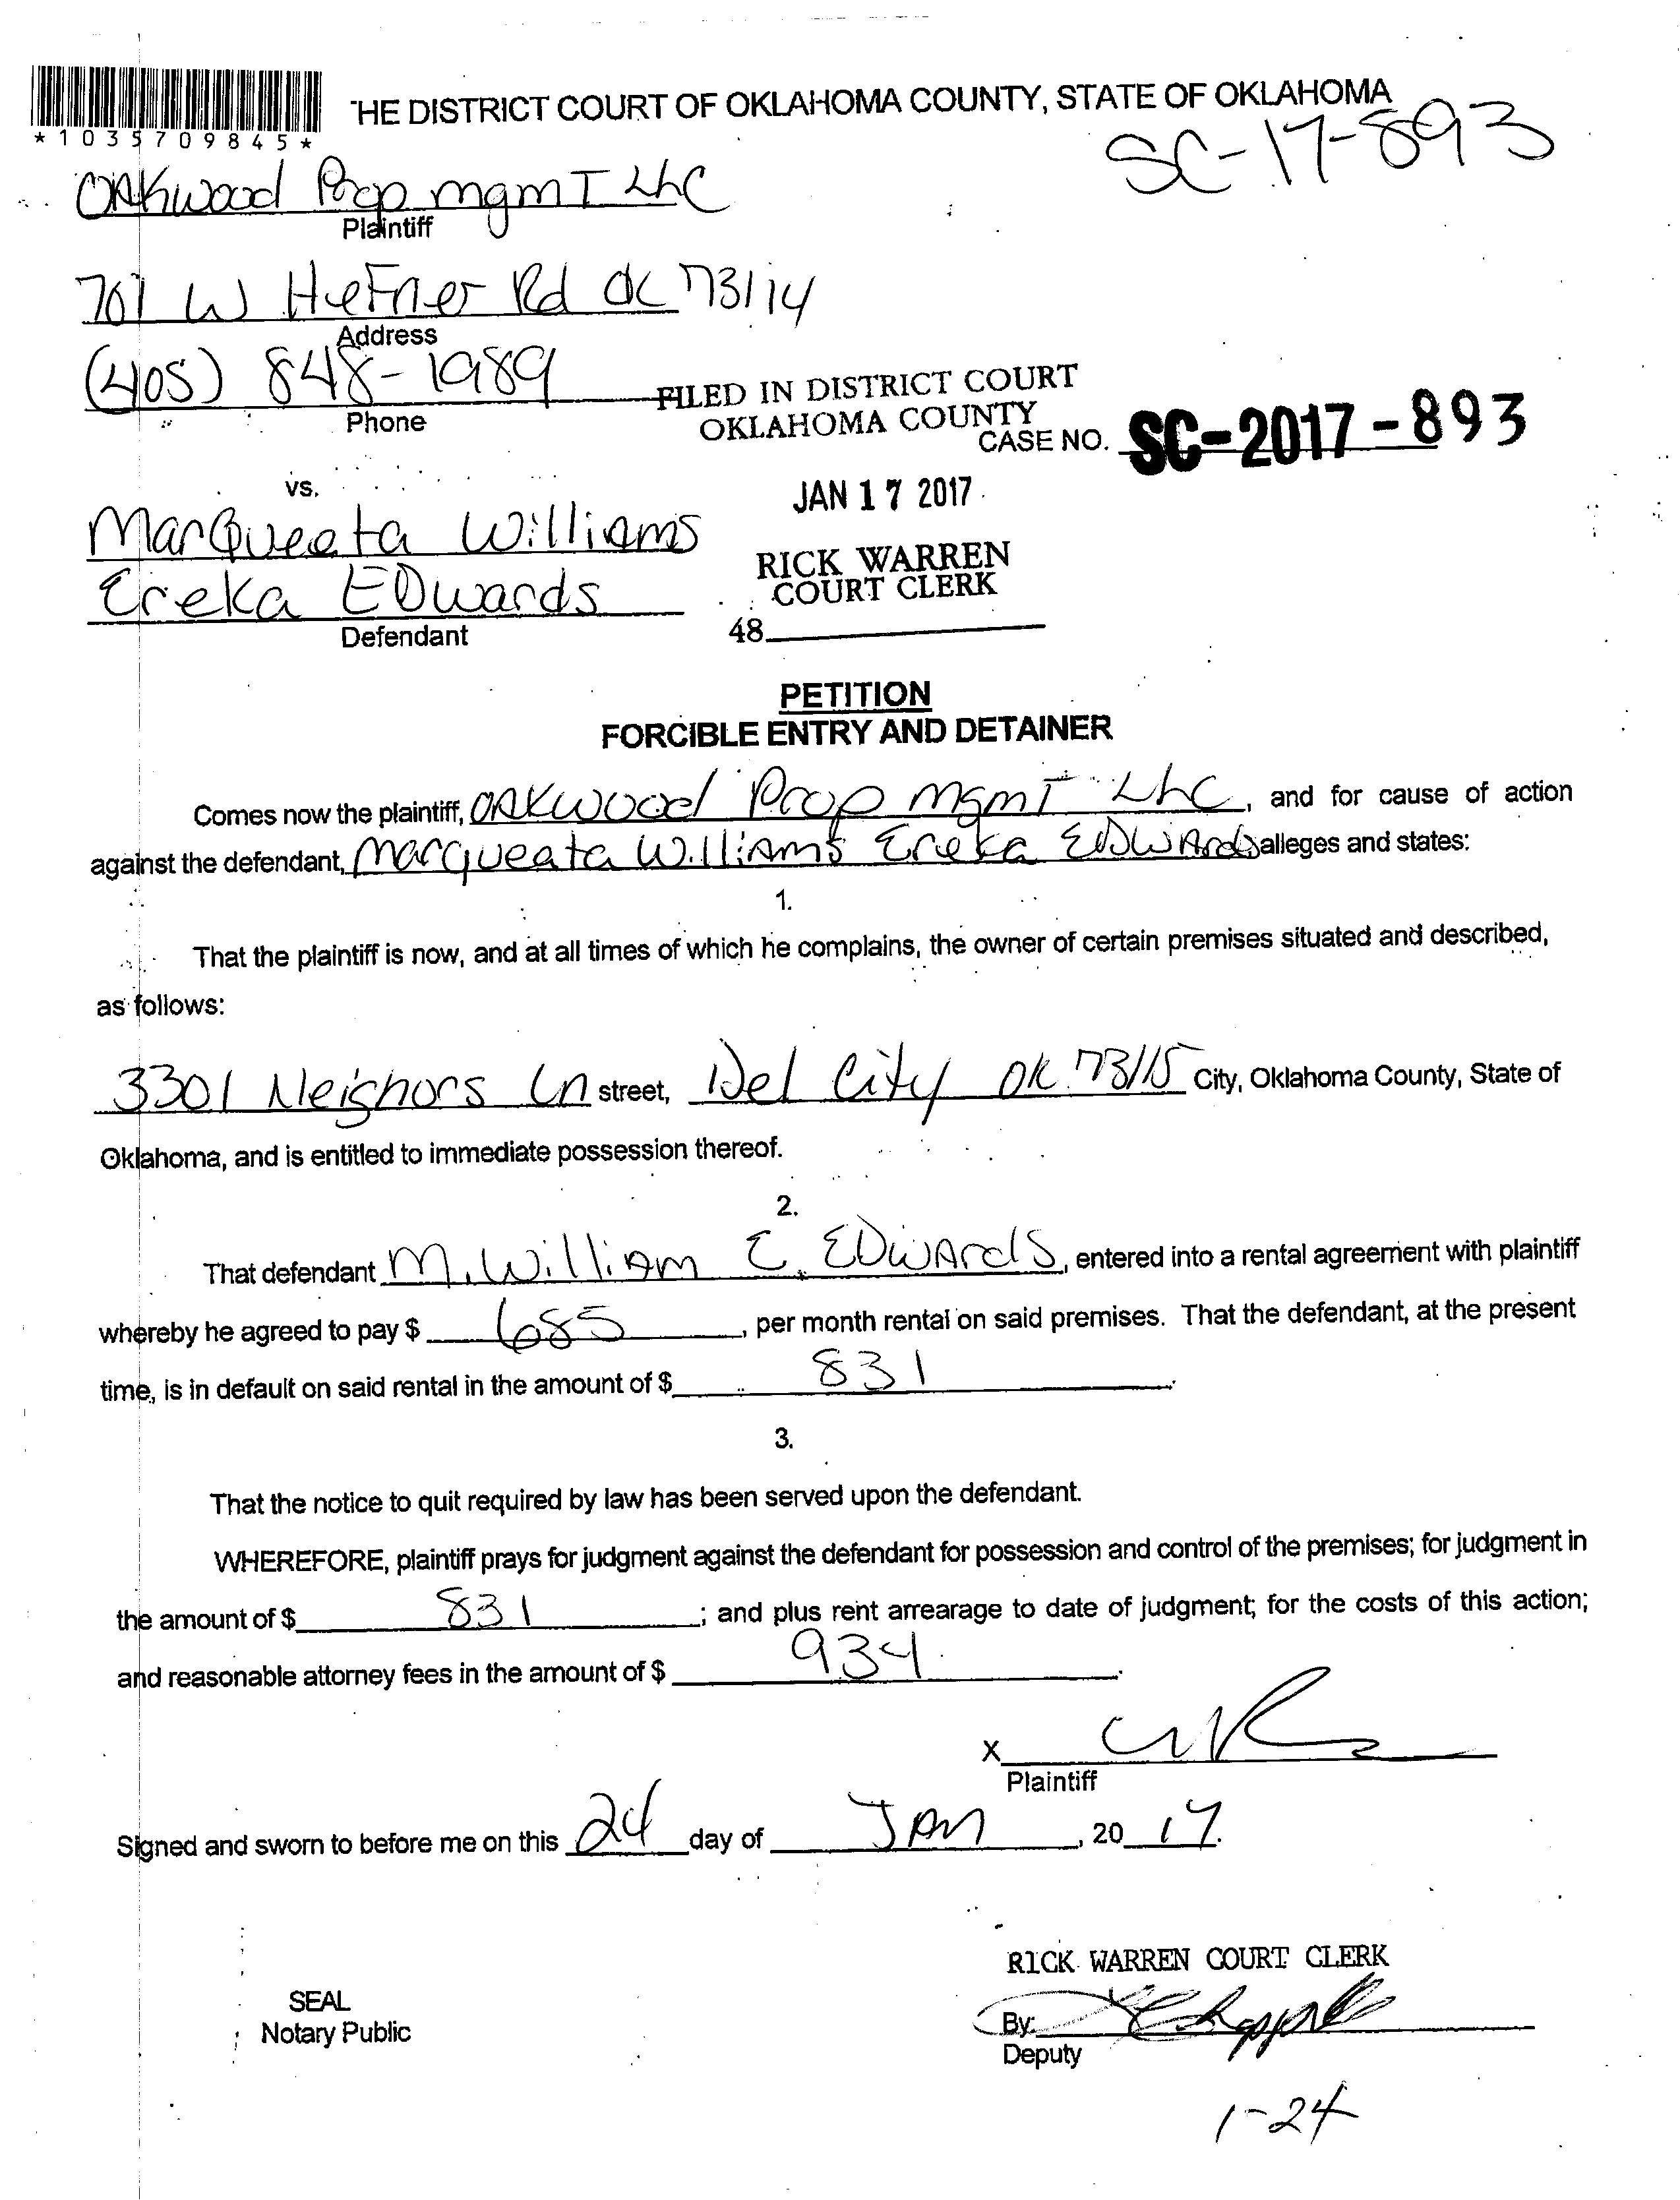 THE DISTRICT COURT OF OKLAHOMA COUNTY, STATE OF OKLAHOMA
*1035709845*
SC-17-893
OAKwood Prop mgmT LLC
Plaintiff
701 W HeFner Rd OK 73114
Address
(405) 848-1989
Phone
FILED IN DISTRICT COURT
OKLAHOMA COUNTY
CASE NO. SC-2017-893
vs.
JAN 17 2017
MarQueata Williams
RICK WARREN
COURT CLERK
Ereka EDwards
Defendant
48
PETITION
FORCIBLE ENTRY AND DETAINER
Comes now the plaintiff, OAKwood Prop mgmT LLC, and for cause of action
against the defendant, Marqueata Williams Ereka EDWArds alleges and states:
1.
That the plaintiff is now, and at all times of which he complains, the owner of certain premises situated and described,
as follows:
3301 Neighors Ln street, Del City OK 73115 City, Oklahoma County, State of
Oklahoma, and is entitled to immediate possession thereof.
2.
That defendant M. WilliAm E. EDwArdS, entered into a rental agreement with plaintiff
whereby he agreed to pay $ 685, per month rental on said premises. That the defendant, at the present
time, is in default on said rental in the amount of $ 831.
3.
That the notice to quit required by law has been served upon the defendant.
WHEREFORE, plaintiff prays for judgment against the defendant for possession and control of the premises; for judgment in
the amount of $ 831; and plus rent arrearage to date of judgment; for the costs of this action;
and reasonable attorney fees in the amount of $ 934.
X
Plaintiff
Signed and sworn to before me on this 24 day of JAN, 20 17.
RICK WARREN COURT CLERK
SEAL
Notary Public
By:
Deputy
1-24